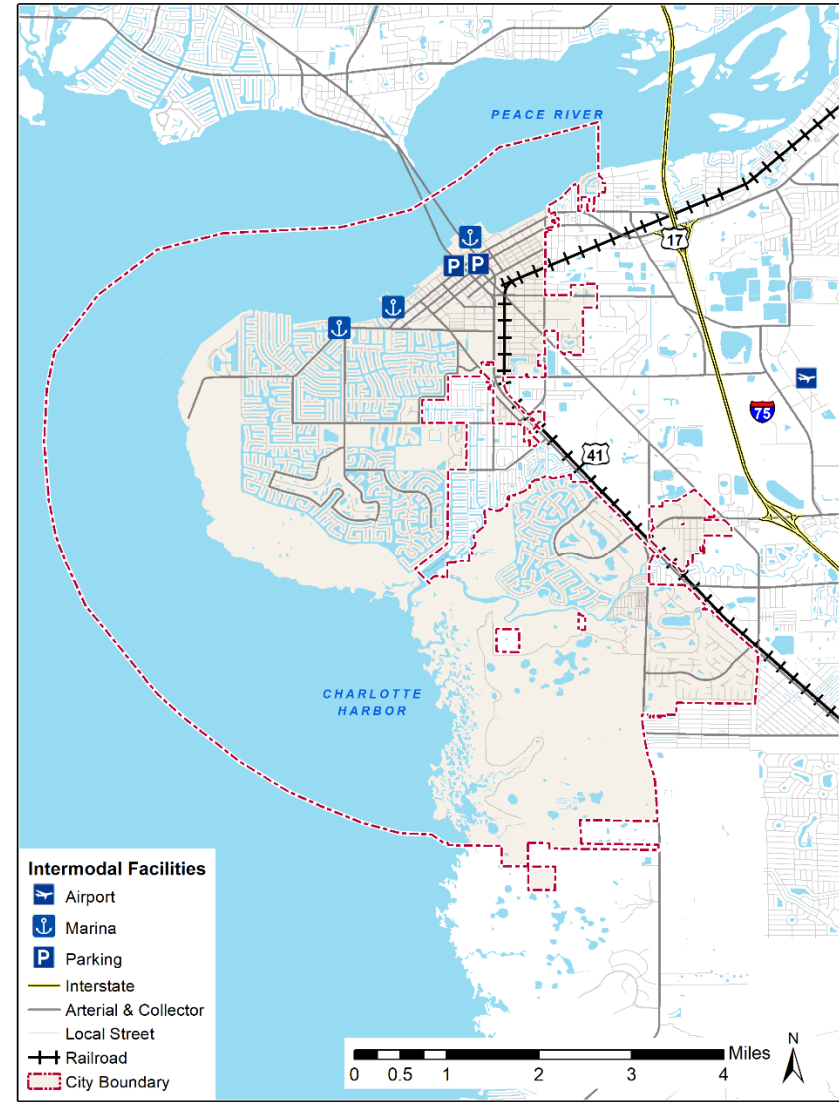 PEACE RIVER
17
P P
75
41
CHARLOTTE
HARBOR
Intermodal Facilities
Airport
Marina
P Parking
Interstate
Arterial & Collector
Local Street
Railroad
City Boundary
N
Miles
0 0.5 1 2 3 4